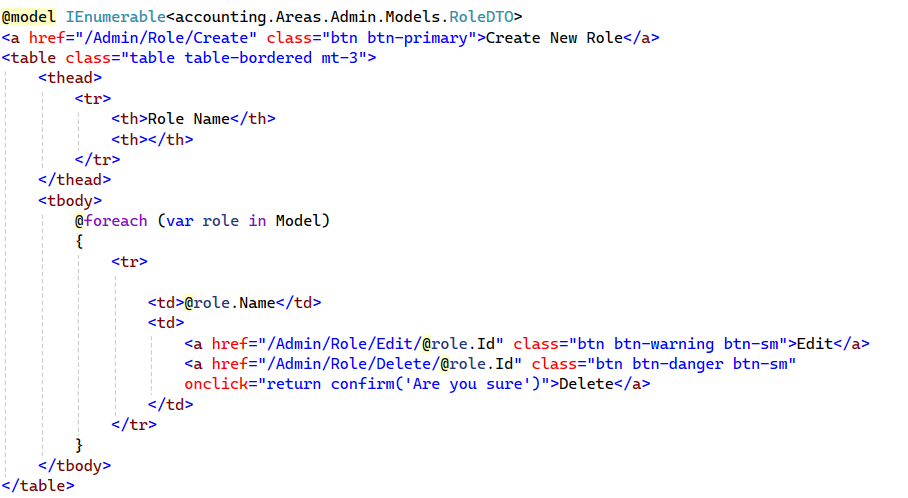 @model IEnumerable<accounting.Areas.Admin.Models.RoleDTO>
<a href="/Admin/Role/Create" class="btn btn-primary">Create New Role</a>
<table class="table table-bordered mt-3">
    <thead>
        <tr>
            <th>Role Name</th>
            <th></th>
        </tr>
    </thead>
    <tbody>
        @foreach (var role in Model)
        {
            <tr>

                <td>@role.Name</td>
                <td>
                    <a href="/Admin/Role/Edit/@role.Id" class="btn btn-warning btn-sm">Edit</a>
                    <a href="/Admin/Role/Delete/@role.Id" class="btn btn-danger btn-sm"
                    onclick="return confirm('Are you sure')">Delete</a>
                </td>
            </tr>
        }
    </tbody>
</table>